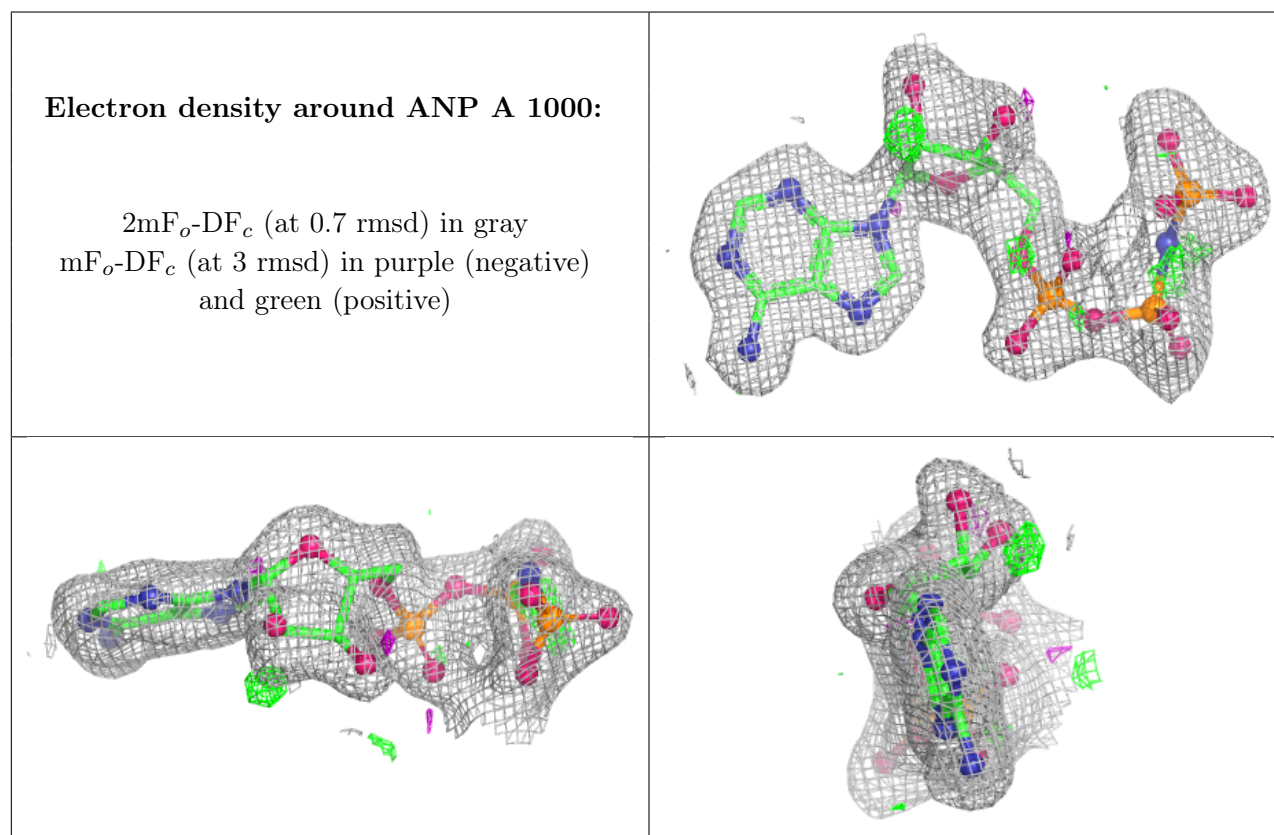 Electron density around ANP A 1000:
2mFo-DFc (at 0.7 rmsd) in gray
mFo-DFc (at 3 rmsd) in purple (negative)
and green (positive)